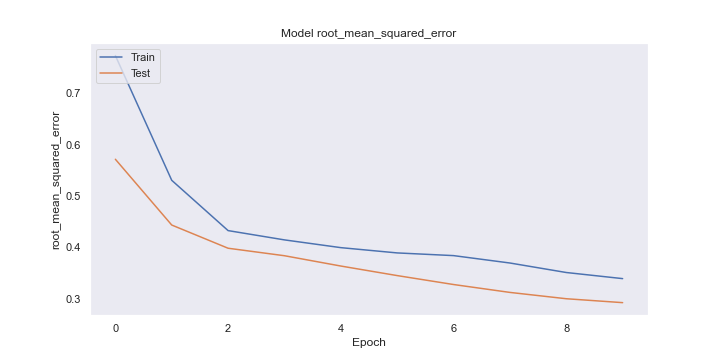 Model root_mean_squared_error
Train
Test
root_mean_squared_error
0.7
0.6
0.5
0.4
0.3
0 2 4 6 8
Epoch